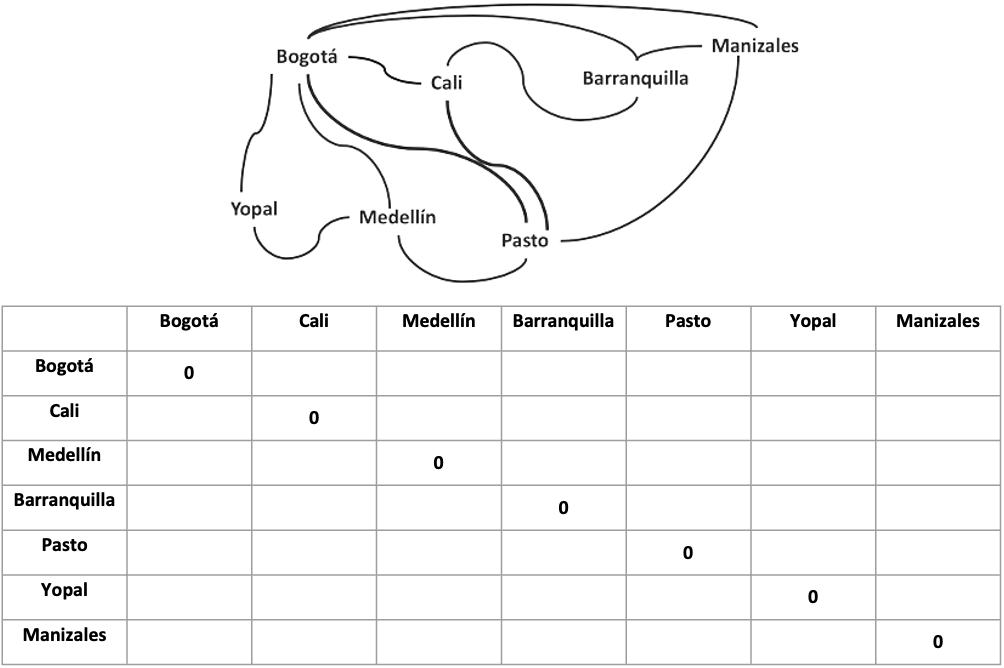 Manizales
Bogotá
Cali
Barranquilla
Yopal
Medellín
Pasto
Bogotá Cali Medellín Barranquilla Pasto Yopal Manizales
Bogotá 0
Cali 0
Medellín 0
Barranquilla 0
Pasto 0
Yopal 0
Manizales 0